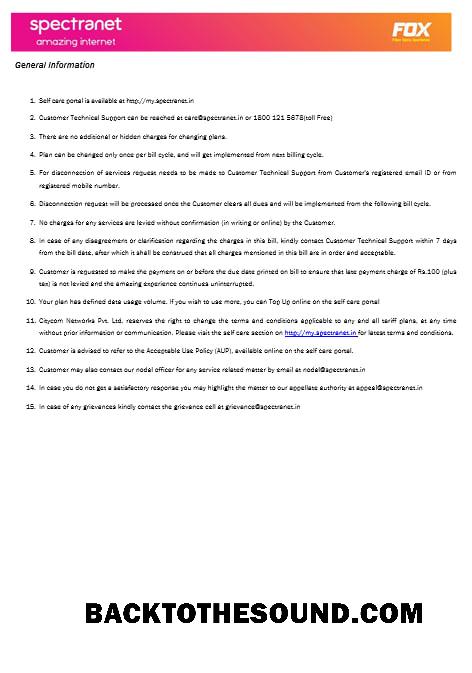 spectranet
amazing internet
FOX
Fiber Optic Xperience
General Information
1. Self care portal is available at http://my.spectranet.in
2. Customer Technical Support can be reached at care@spectranet.in or 1800 121 5678(toll Free)
3. There are no additional or hidden charges for changing plans.
4. Plan can be changed only once per bill cycle, and will get implemented from next billing cycle.
5. For disconnection of services request needs to be made to Customer Technical Support from Customer's registered email ID or from
registered mobile number.
6. Disconnection request will be processed once the Customer clears all dues and will be implemented from the following bill cycle.
7. No charges for any services are levied without confirmation (in writing or online) by the Customer.
8. In case of any disagreement or clarification regarding the charges in this bill, kindly contact Customer Technical Support within 7 days
from the bill date, after which it shall be construed that all charges mentioned in this bill are in order and acceptable.
9. Customer is requested to make the payment on or before the due date printed on bill to ensure that late payment charge of Rs.100 (plus
tax) is not levied and the amazing experience continues uninterrupted.
10. Your plan has defined data usage volume. If you wish to use more, you can Top Up online on the self care portal
11. Citycom Networks Pvt. Ltd. reserves the right to change the terms and conditions applicable to any and all tariff plans, at any time
without prior information or communication. Please visit the self care section on http://my.spectranet.in for latest terms and conditions.
12. Customer is advised to refer to the Acceptable Use Policy (AUP), available online on the self care portal.
13. Customer may also contact our nodel officer for any service related matter by email at nodel@spectranet.in
14. In case you do not get a satisfactory response you may highlight the matter to our appellate authority at appeal@spectranet.in
15. In case of any grievances kindly contact the grievance cell at grievance@spectranet.in
BACKTOTHESOUND.COM